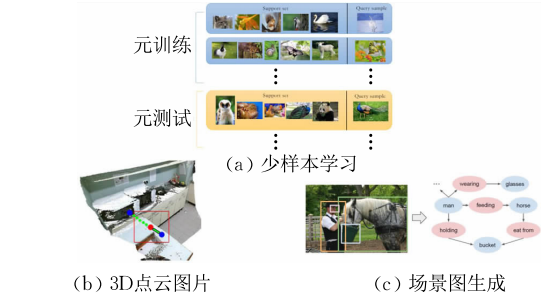 Support set
Query sample
元训练
Support set
Query sample
元测试
(a) 少样本学习
wearing
glasses
...
man
feeding
horse
holding
eat from
bucket
(b) 3D点云图片
(c) 场景图生成